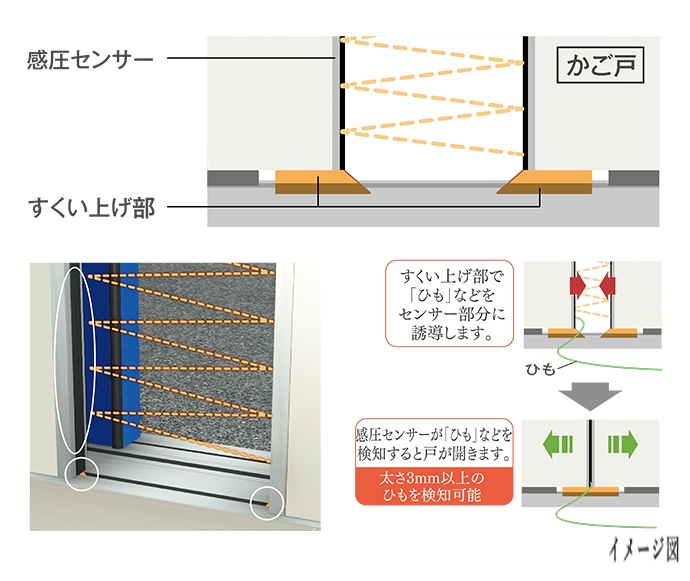 感圧センサー
かご戸
すくい上げ部
すくい上げ部で
「ひも」などを
センサー部分に
誘導します。
ひも
感圧センサーが「ひも」などを
検知すると戸が開きます。
太さ3mm以上の
ひもを検知可能
イメージ図